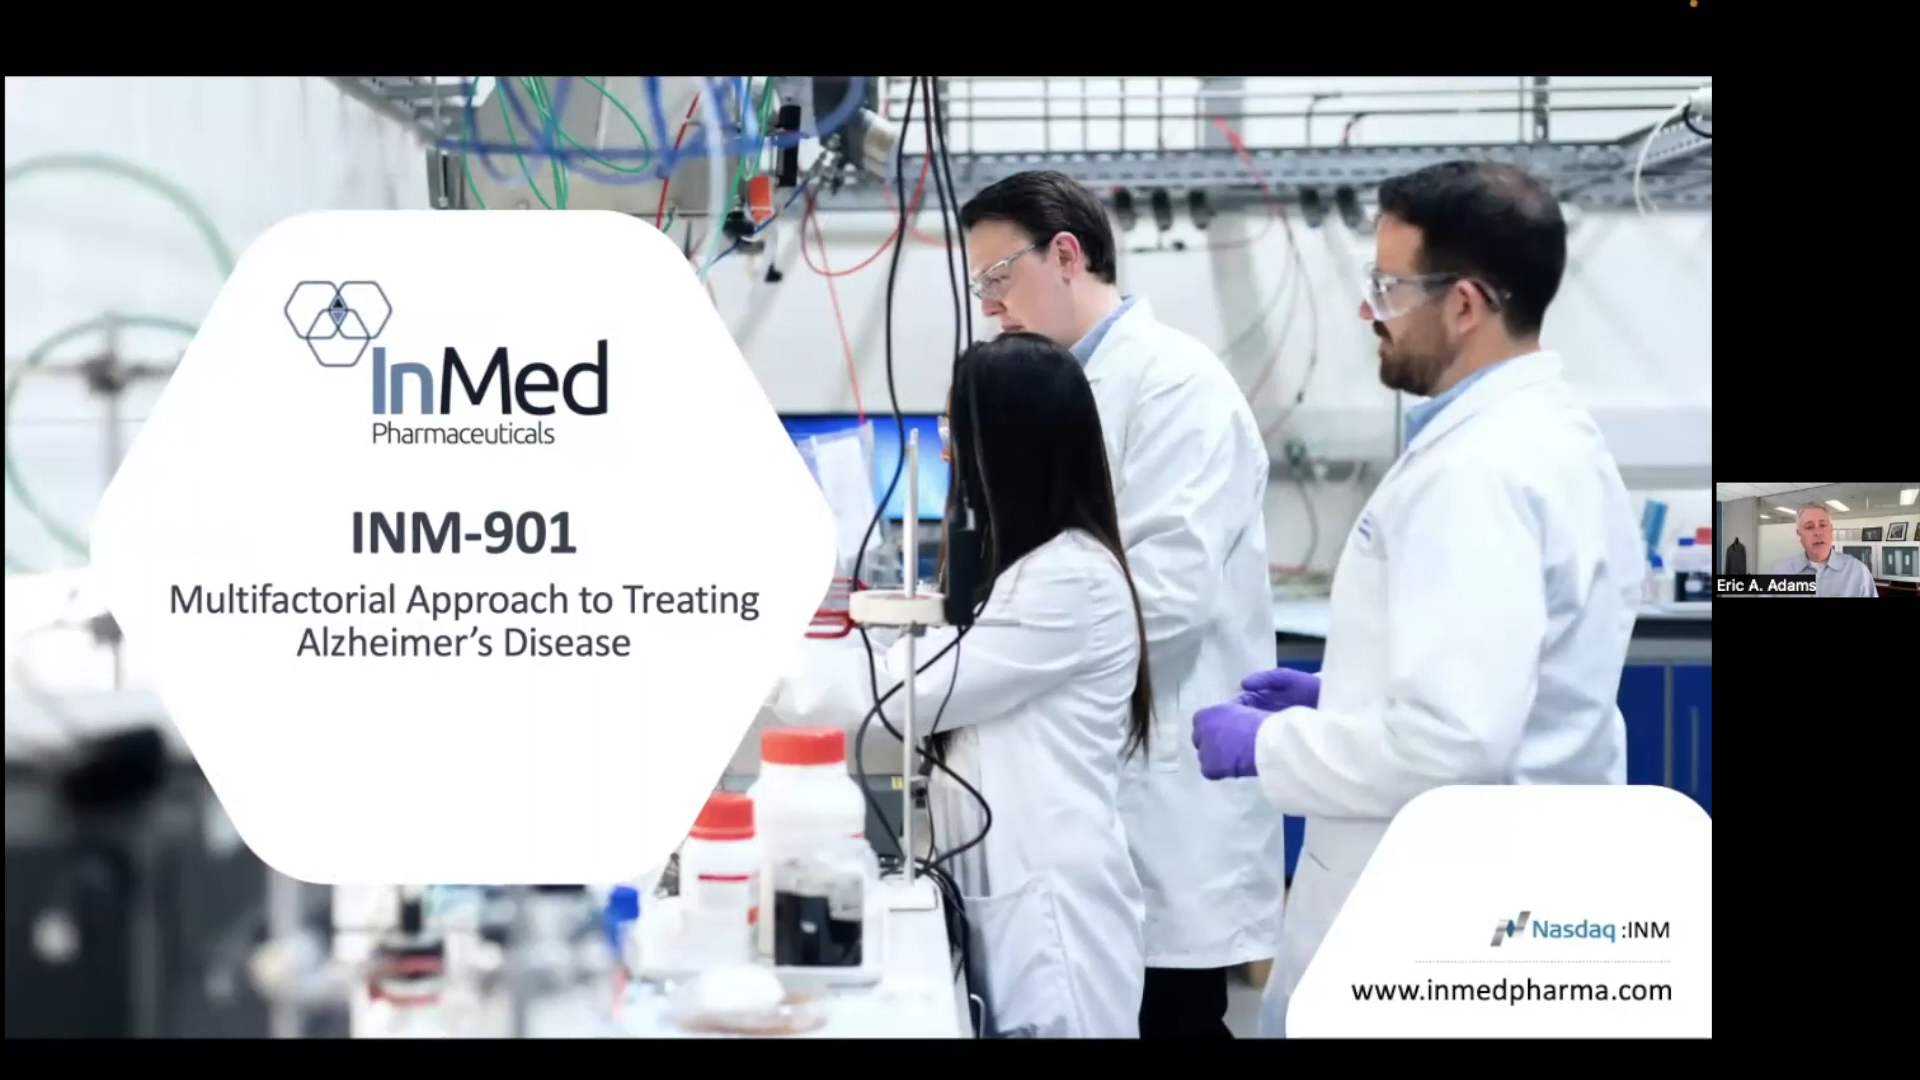 InMed
Pharmaceuticals
INM-901
Multifactorial Approach to Treating
Alzheimer's Disease
Nasdaq :INM
www.inmedpharma.com
Eric A. Adams